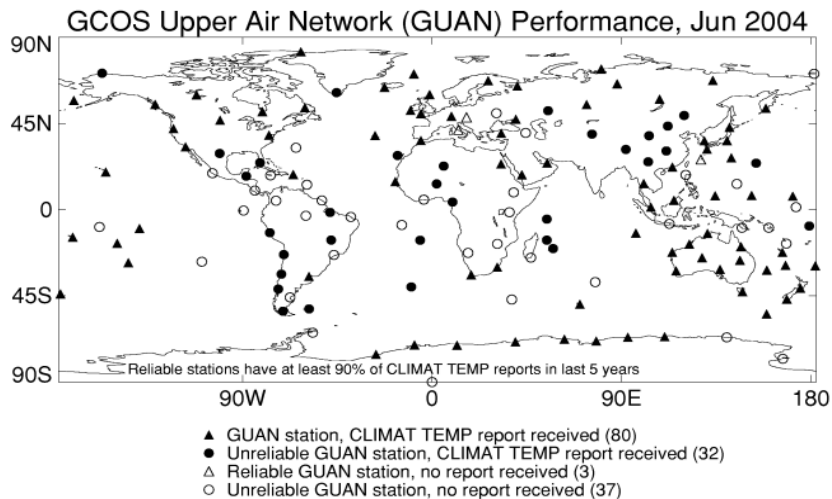 GCOS Upper Air Network (GUAN) Performance, Jun 2004
90N
45N
0
45S
90S
Reliable stations have at least 90% of CLIMAT TEMP reports in last 5 years
90W 0 90E 180
GUAN station, CLIMAT TEMP report received (80)
Unreliable GUAN station, CLIMAT TEMP report received (32)
Reliable GUAN station, no report received (3)
Unreliable GUAN station, no report received (37)